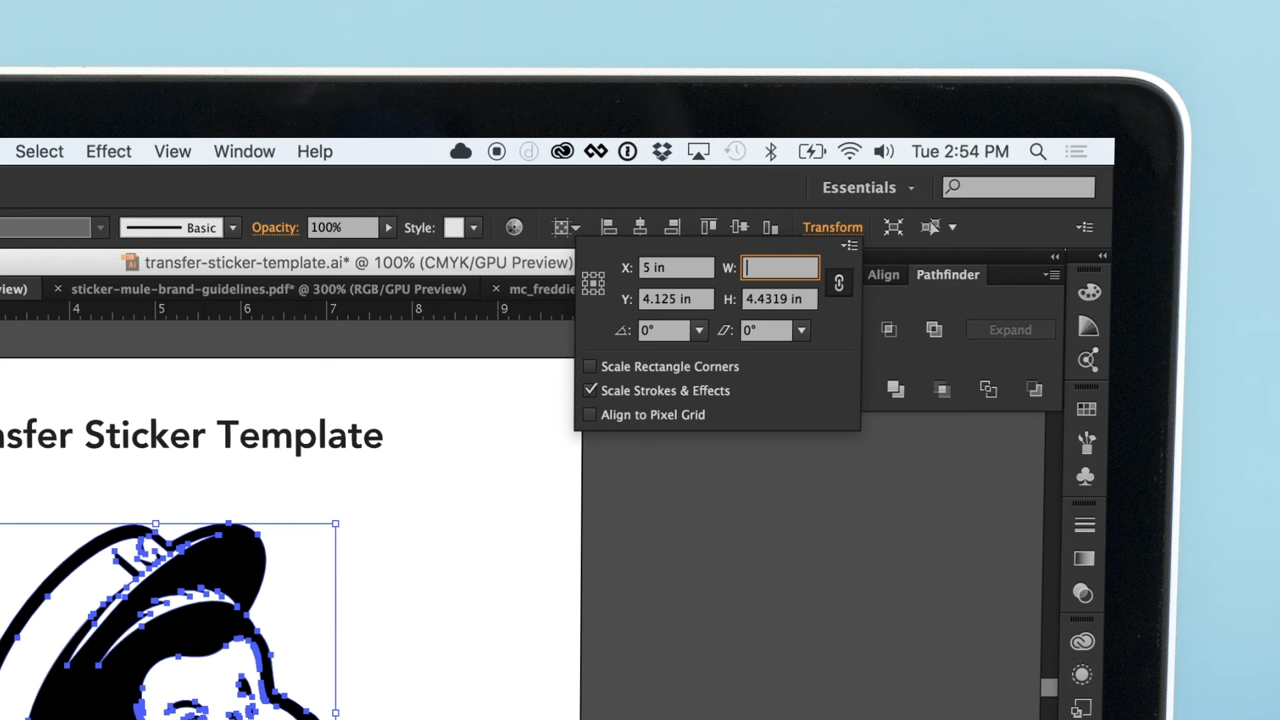 Select Effect View Window Help Tue 2:54 PM
Essentials
Basic Opacity: 100% Style: Transform
transfer-sticker-template.ai* @ 100% (CMYK/GPU Preview)
X: 5 in W:
Align Pathfinder
view) × sticker-mule-brand-guidelines.pdf* @ 300% (RGB/GPU Preview) × mc_freddie
Y: 4.125 in H: 4.4319 in
4 5 6 7 8 9
0° 0°
Expand
Scale Rectangle Corners
Scale Strokes & Effects
Align to Pixel Grid
nsfer Sticker Template